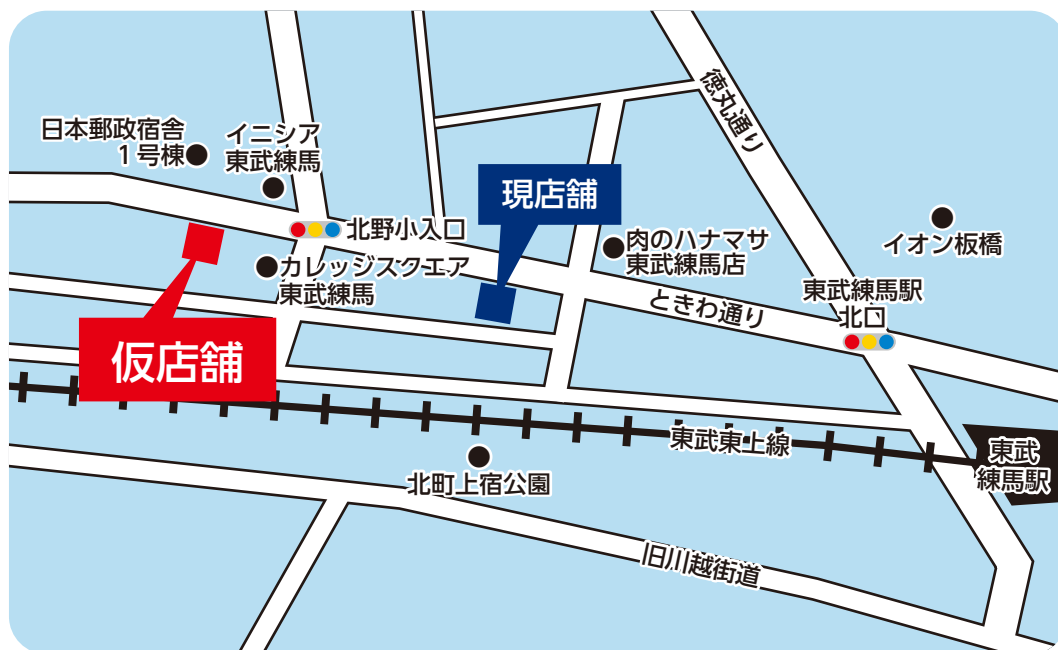 徳丸通り
日本郵政宿舎
1号棟
イニシア
東武練馬
現店舗
北野小入口
肉のハナマサ
東武練馬店
イオン板橋
カレッジスクエア
東武練馬
ときわ通り
東武練馬駅
北口
仮店舗
東武東上線
東武
練馬駅
北町上宿公園
旧川越街道